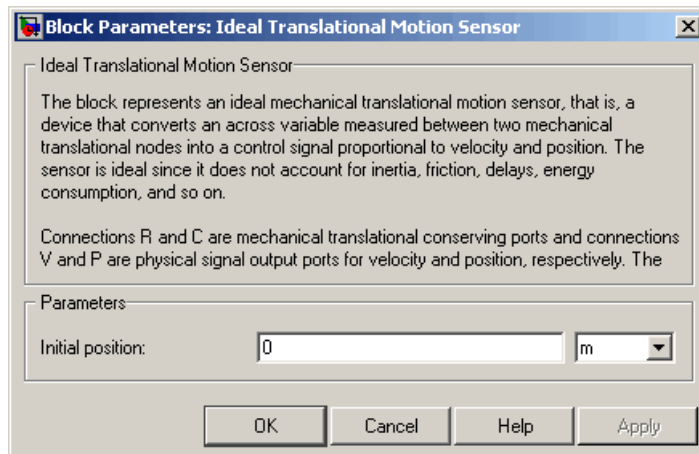 Block Parameters: Ideal Translational Motion Sensor
Ideal Translational Motion Sensor
The block represents an ideal mechanical translational motion sensor, that is, a
device that converts an across variable measured between two mechanical
translational nodes into a control signal proportional to velocity and position. The
sensor is ideal since it does not account for inertia, friction, delays, energy
consumption, and so on.
Connections R and C are mechanical translational conserving ports and connections
V and P are physical signal output ports for velocity and position, respectively. The
Parameters
Initial position: 0 m
OK Cancel Help Apply